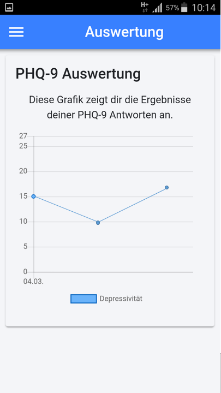 H+ 57% 10:14
Auswertung
PHQ-9 Auswertung
Diese Grafik zeigt dir die Ergebnisse
deiner PHQ-9 Antworten an.
27
25
20
15
10
5
0
04.03.
Depressivität